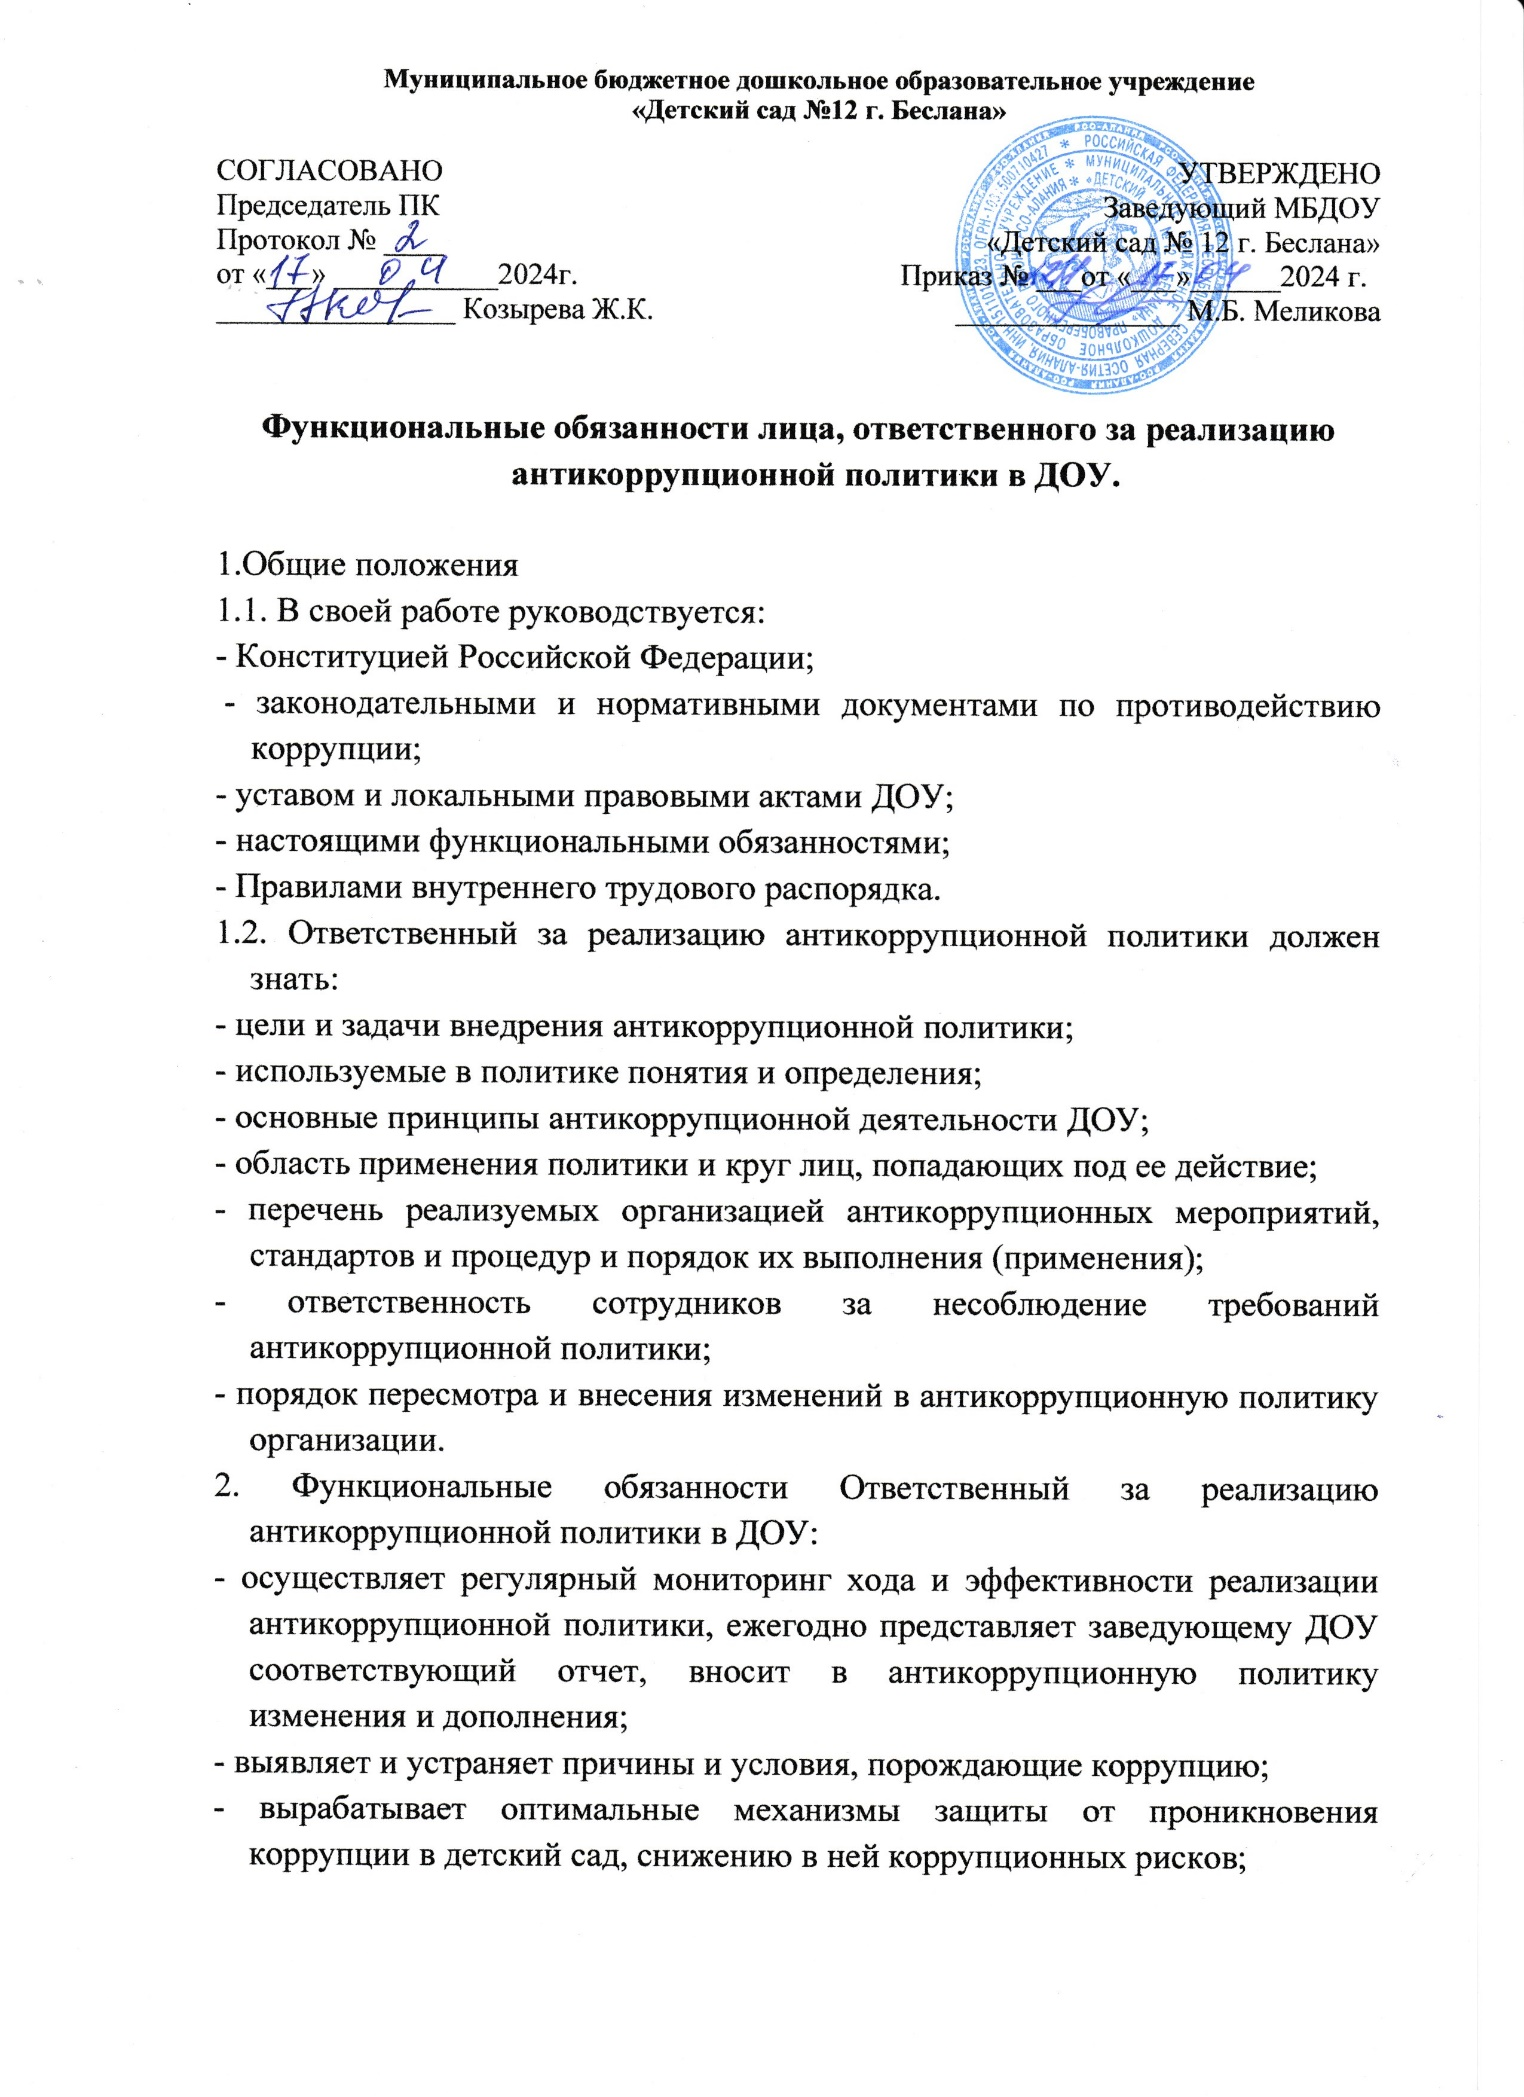 Муниципальное бюджетное дошкольное образовательное учреждение
«Детский сад №12 г. Беслана»
СОГЛАСОВАНО
Председатель ПК
Протокол № 2
от «17» 04 2024г.
Козырева Ж.К.
УТВЕРЖДЕНО
Заведующий МБДОУ
«Детский сад № 12 г. Беслана»
Приказ № от «17» 04 2024 г.
М.Б. Меликова
Функциональные обязанности лица, ответственного за реализацию
антикоррупционной политики в ДОУ.
1.Общие положения
1.1. В своей работе руководствуется:
- Конституцией Российской Федерации;
- законодательными и нормативными документами по противодействию
коррупции;
- уставом и локальными правовыми актами ДОУ;
- настоящими функциональными обязанностями;
- Правилами внутреннего трудового распорядка.
1.2. Ответственный за реализацию антикоррупционной политики должен
знать:
- цели и задачи внедрения антикоррупционной политики;
- используемые в политике понятия и определения;
- основные принципы антикоррупционной деятельности ДОУ;
- область применения политики и круг лиц, попадающих под ее действие;
- перечень реализуемых организацией антикоррупционных мероприятий,
стандартов и процедур и порядок их выполнения (применения);
- ответственность сотрудников за несоблюдение требований
антикоррупционной политики;
- порядок пересмотра и внесения изменений в антикоррупционную политику
организации.
2. Функциональные обязанности Ответственный за реализацию
антикоррупционной политики в ДОУ:
- осуществляет регулярный мониторинг хода и эффективности реализации
антикоррупционной политики, ежегодно представляет заведующему ДОУ
соответствующий отчет, вносит в антикоррупционную политику
изменения и дополнения;
- выявляет и устраняет причины и условия, порождающие коррупцию;
- вырабатывает оптимальные механизмы защиты от проникновения
коррупции в детский сад, снижению в ней коррупционных рисков;